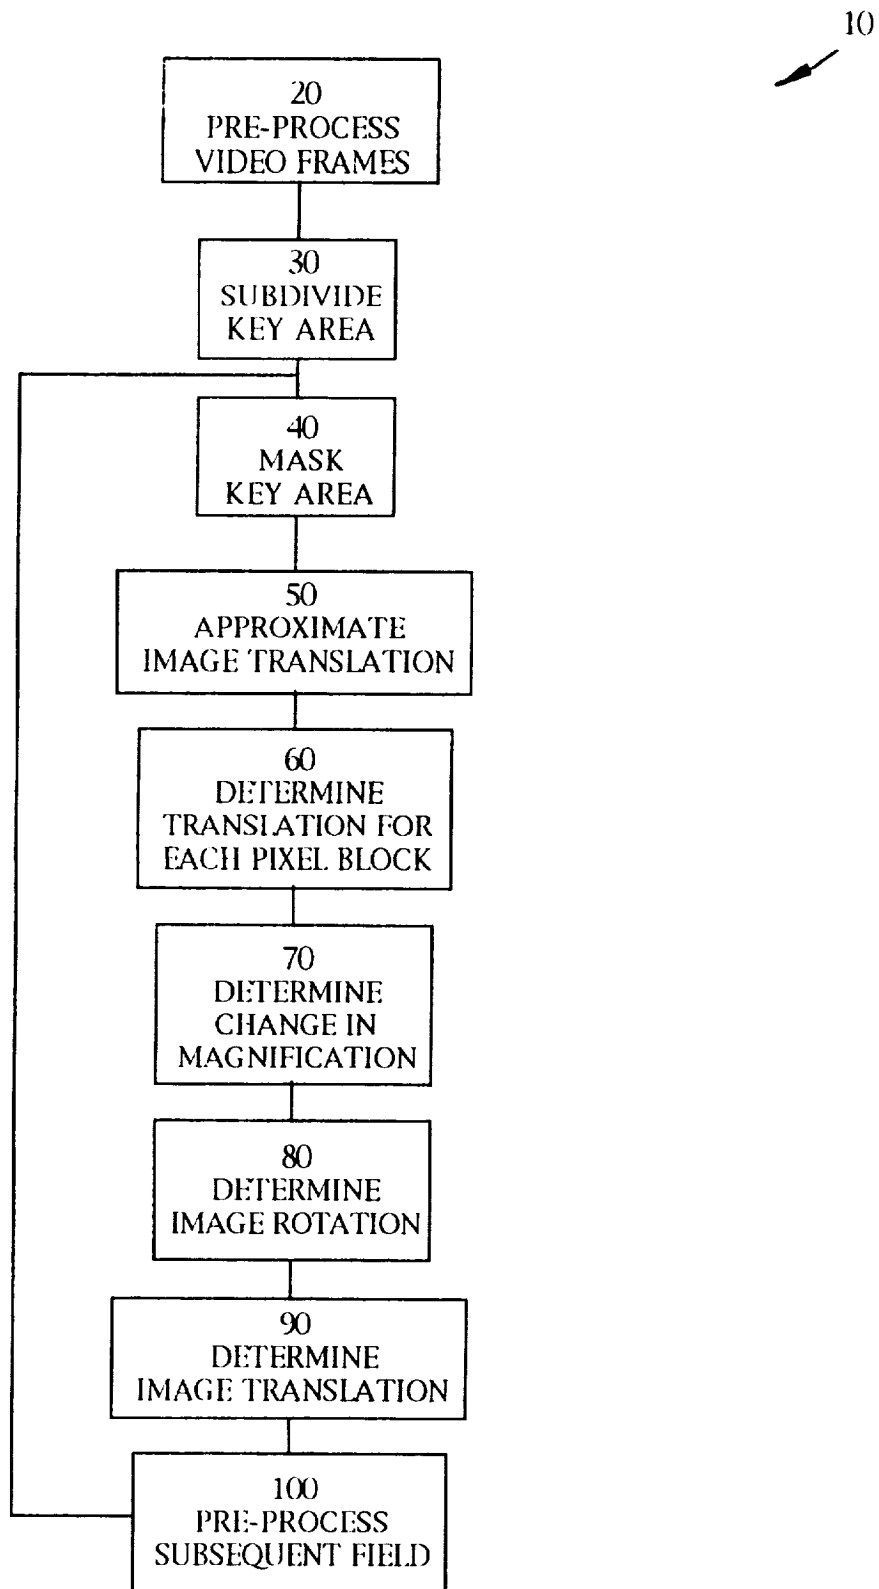 10
20
PRE-PROCESS
VIDEO FRAMES
30
SUBDIVIDE
KEY AREA
40
MASK
KEY AREA
50
APPROXIMATE
IMAGE TRANSLATION
60
DETERMINE
TRANSLATION FOR
EACH PIXEL BLOCK
70
DETERMINE
CHANGE IN
MAGNIFICATION
80
DETERMINE
IMAGE ROTATION
90
DETERMINE
IMAGE TRANSLATION
100
PRE-PROCESS
SUBSEQUENT FIELD